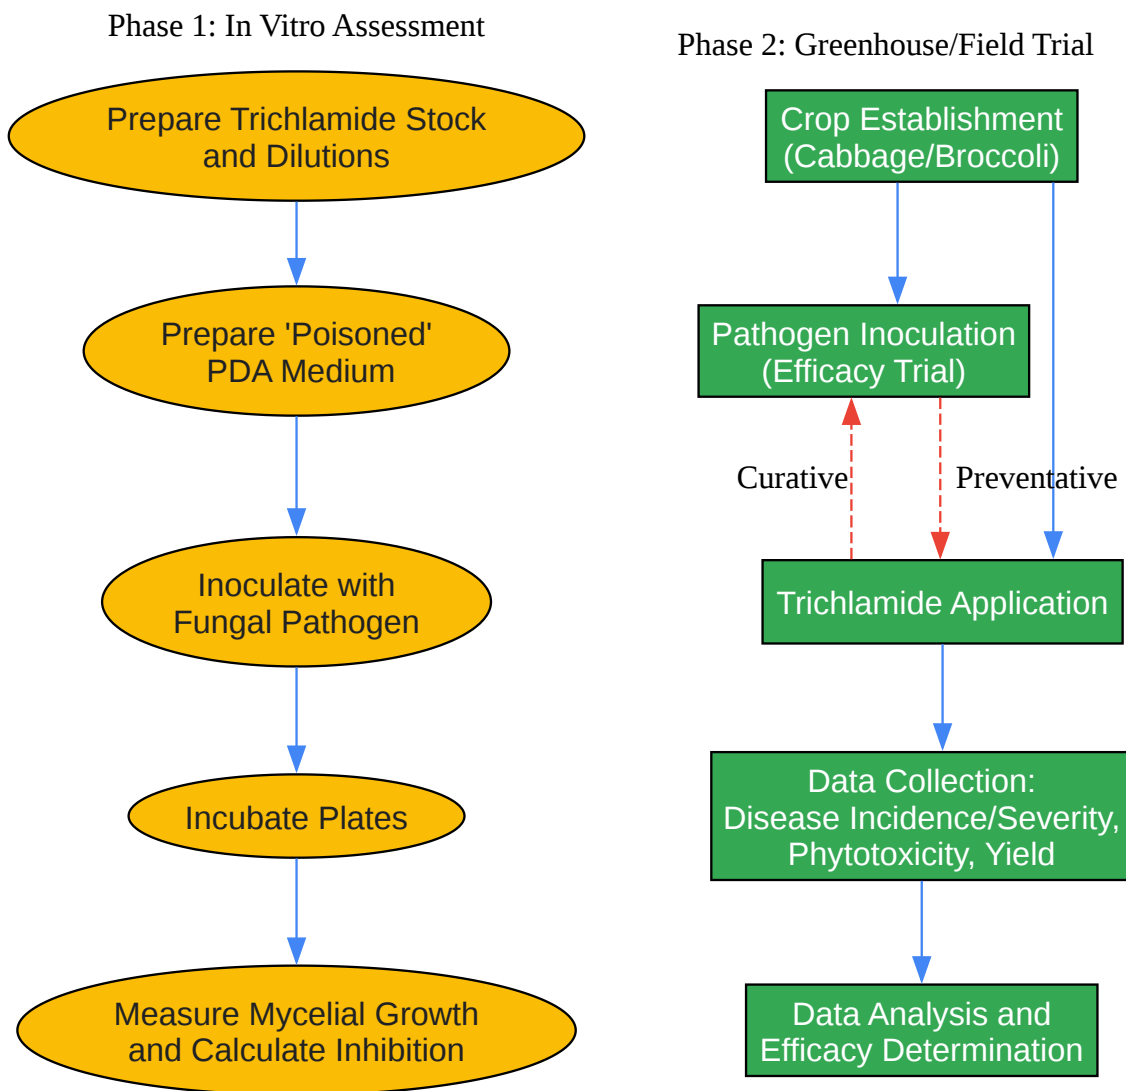 Phase 1: In Vitro Assessment
Prepare Trichlamide Stock
and Dilutions
Prepare 'Poisoned'
PDA Medium
Inoculate with
Fungal Pathogen
Incubate Plates
Measure Mycelial Growth
and Calculate Inhibition
Phase 2: Greenhouse/Field Trial
Crop Establishment
(Cabbage/Broccoli)
Pathogen Inoculation
(Efficacy Trial)
Curative
Preventative
Trichlamide Application
Data Collection:
Disease Incidence/Severity,
Phytotoxicity, Yield
Data Analysis and
Efficacy Determination